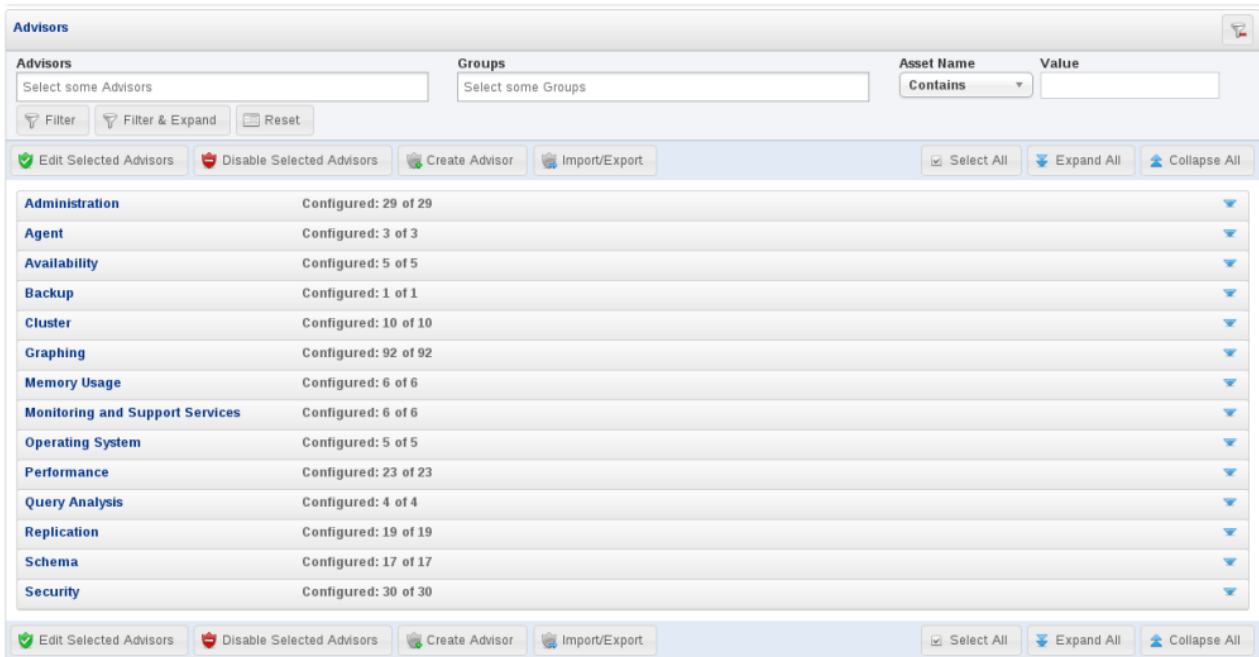 Advisors
Advisors Groups Asset Name Value
Select some Advisors Select some Groups Contains
Filter Filter & Expand Reset
Edit Selected Advisors Disable Selected Advisors Create Advisor Import/Export Select All Expand All Collapse All
Administration Configured: 29 of 29
Agent Configured: 3 of 3
Availability Configured: 5 of 5
Backup Configured: 1 of 1
Cluster Configured: 10 of 10
Graphing Configured: 92 of 92
Memory Usage Configured: 6 of 6
Monitoring and Support Services Configured: 6 of 6
Operating System Configured: 5 of 5
Performance Configured: 23 of 23
Query Analysis Configured: 4 of 4
Replication Configured: 19 of 19
Schema Configured: 17 of 17
Security Configured: 30 of 30
Edit Selected Advisors Disable Selected Advisors Create Advisor Import/Export Select All Expand All Collapse All